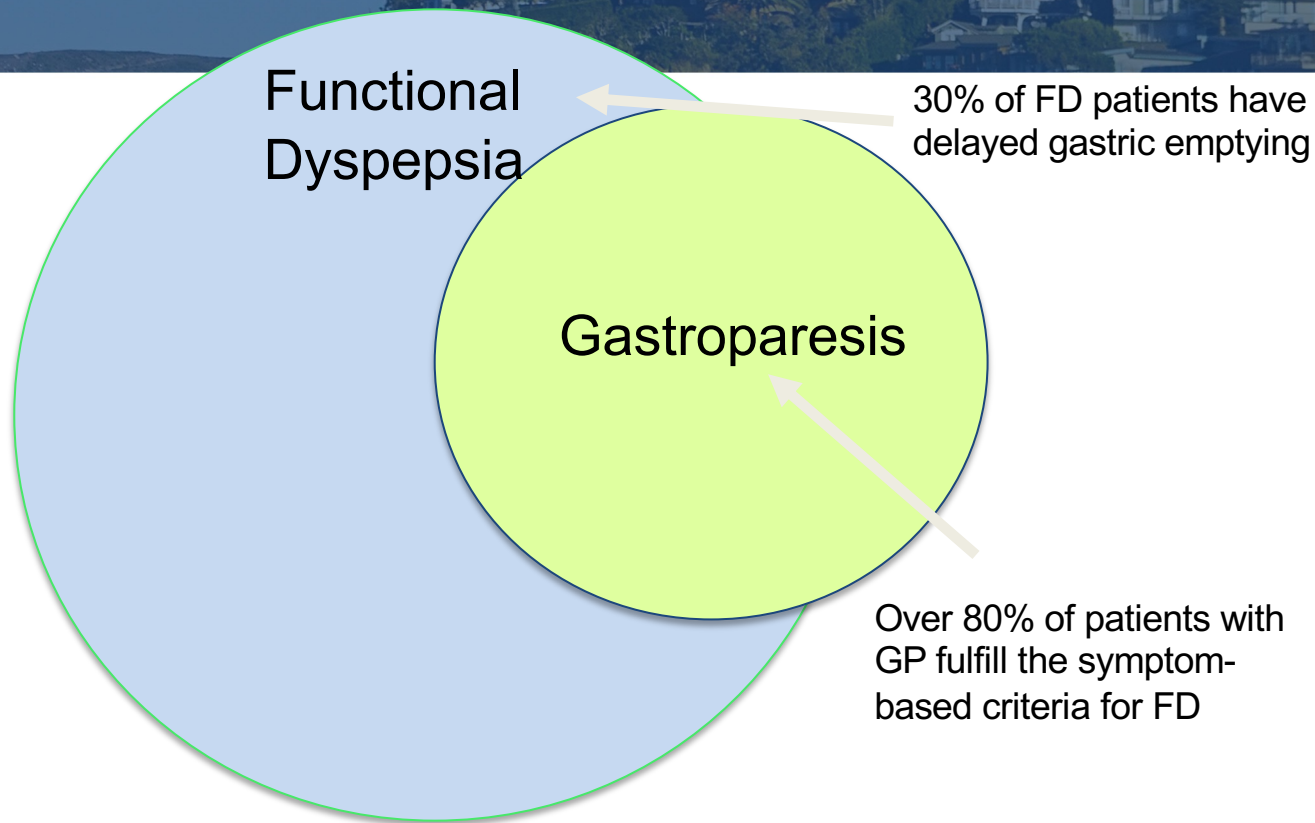 Functional
Dyspepsia
30% of FD patients have
delayed gastric emptying
Gastroparesis
Over 80% of patients with
GP fulfill the symptom-
based criteria for FD